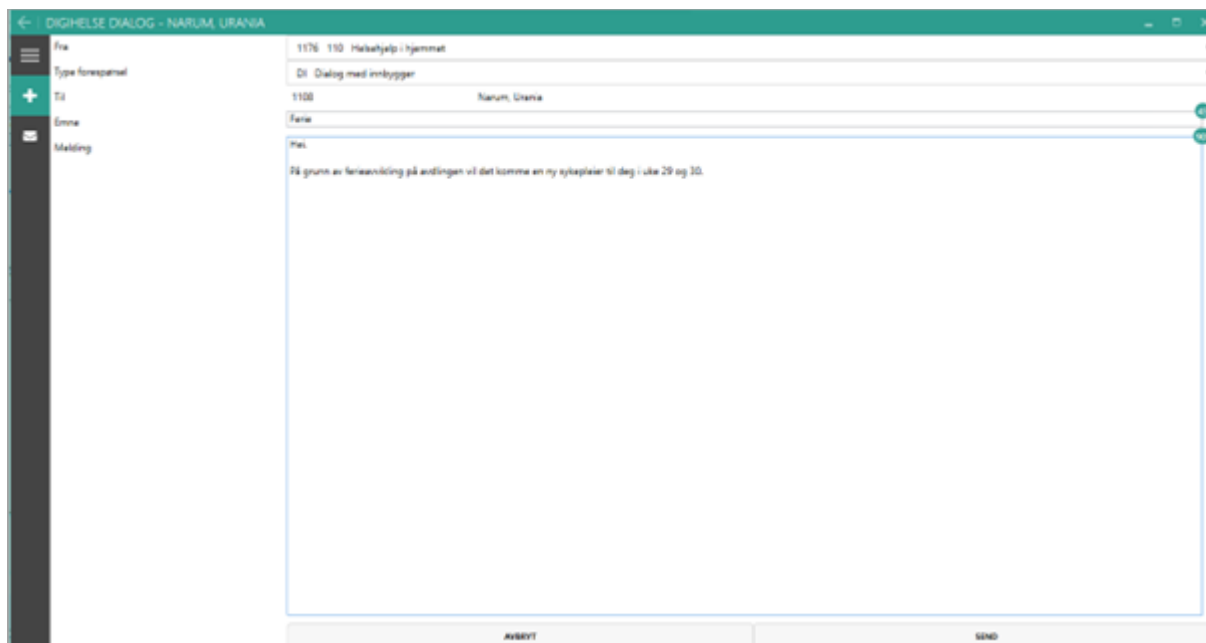 DIGIHELSE DIALOG - NARUM, URANIA
Fra 1176 110 Helsehjelp i hjemmet
Type forespørsel DI Dialog med innbygger
Til 1108 Narum, Urania
Emne Ferie
Melding Hei.
På grunn av ferieavvikling på avdlingen vil det komme en ny sykepleier til deg i uke 29 og 30.
AVBRYT SEND